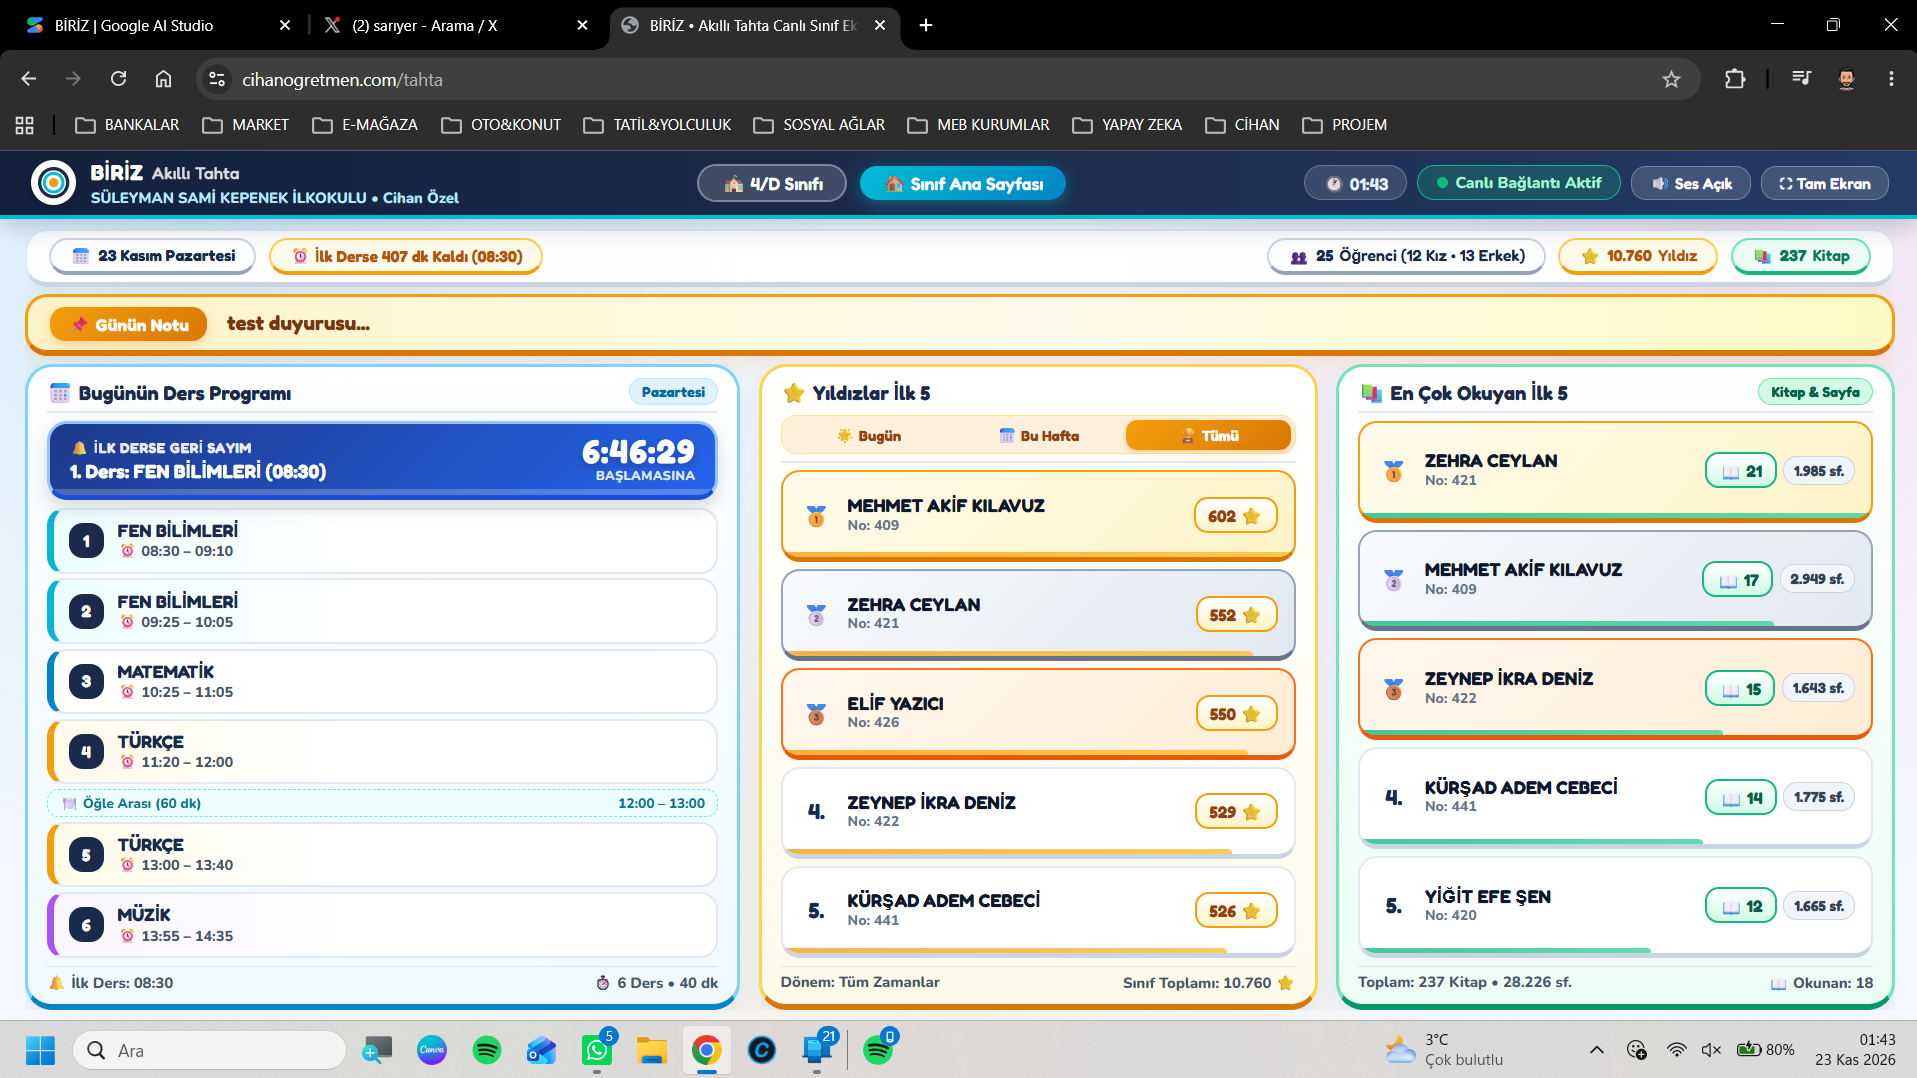 BİRİZ | Google AI Studio
(2) sarıyer - Arama / X
BİRİZ • Akıllı Tahta Canlı Sınıf Ek
cihanogretmen.com/tahta
BANKALAR
MARKET
E-MAĞAZA
OTO&KONUT
TATİL&YOLCULUK
SOSYAL AĞLAR
MEB KURUMLAR
YAPAY ZEKA
CİHAN
PROJEM
BİRİZ Akıllı Tahta
SÜLEYMAN SAMİ KEPENEK İLKOKULU • Cihan Özel
4/D Sınıfı
Sınıf Ana Sayfası
01:43
Canlı Bağlantı Aktif
Ses Açık
Tam Ekran
23 Kasım Pazartesi
İlk Derse 407 dk Kaldı (08:30)
25 Öğrenci (12 Kız • 13 Erkek)
10.760 Yıldız
237 Kitap
Günün Notu
test duyurusu...
Bugünün Ders Programı
Pazartesi
İLK DERSE GERİ SAYIM
1. Ders: FEN BİLİMLERİ (08:30)
6:46:29
BAŞLAMASINA
1
FEN BİLİMLERİ
08:30 – 09:10
2
FEN BİLİMLERİ
09:25 – 10:05
3
MATEMATİK
10:25 – 11:05
4
TÜRKÇE
11:20 – 12:00
Öğle Arası (60 dk)
12:00 – 13:00
5
TÜRKÇE
13:00 – 13:40
6
MÜZİK
13:55 – 14:35
İlk Ders: 08:30
6 Ders • 40 dk
Yıldızlar İlk 5
Bugün
Bu Hafta
Tümü
1
MEHMET AKİF KILAVUZ
No: 409
602
2
ZEHRA CEYLAN
No: 421
552
3
ELİF YAZICI
No: 426
550
4.
ZEYNEP İKRA DENİZ
No: 422
529
5.
KÜRŞAD ADEM CEBECİ
No: 441
526
Dönem: Tüm Zamanlar
Sınıf Toplamı: 10.760
En Çok Okuyan İlk 5
Kitap & Sayfa
1
ZEHRA CEYLAN
No: 421
21
1.985 sf.
2
MEHMET AKİF KILAVUZ
No: 409
17
2.949 sf.
3
ZEYNEP İKRA DENİZ
No: 422
15
1.643 sf.
4.
KÜRŞAD ADEM CEBECİ
No: 441
14
1.775 sf.
5.
YİĞİT EFE ŞEN
No: 420
12
1.665 sf.
Toplam: 237 Kitap • 28.226 sf.
Okunan: 18
Ara
Canva
5
21
3°C
Çok bulutlu
80%
01:43
23 Kas 2026